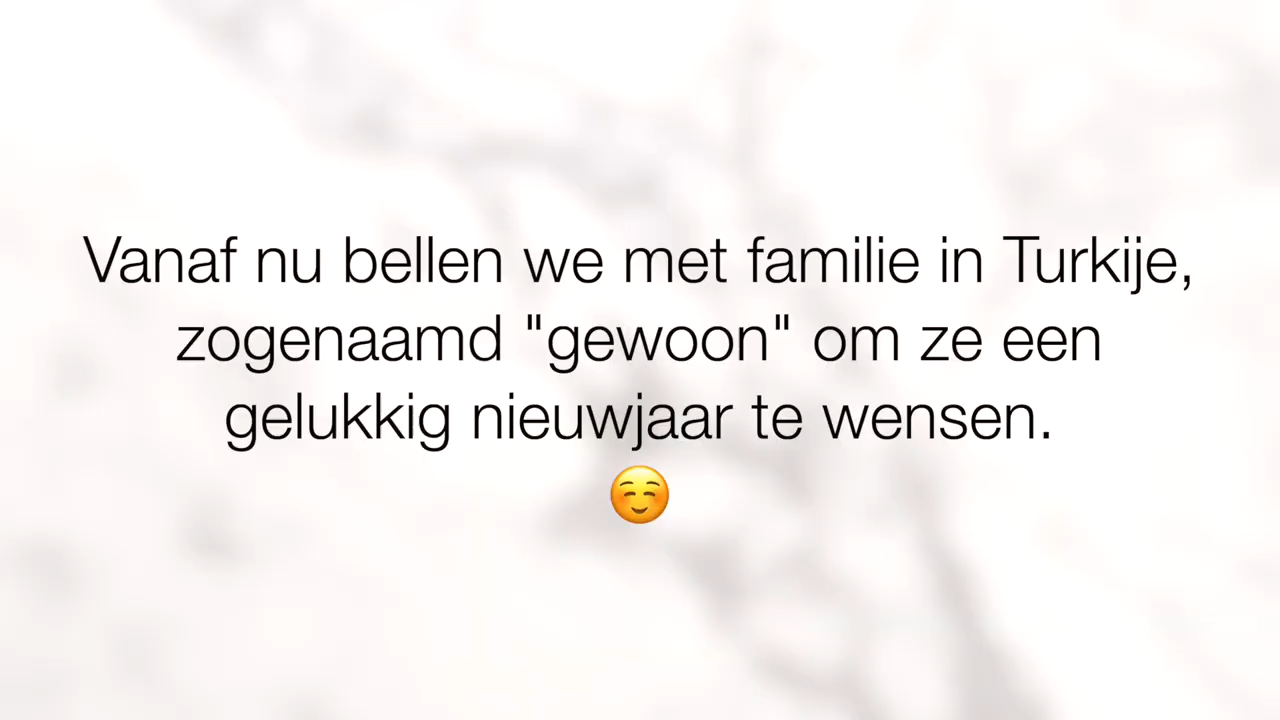 Vanaf nu bellen we met familie in Turkije,
zogenaamd "gewoon" om ze een
gelukkig nieuwjaar te wensen.
☺️